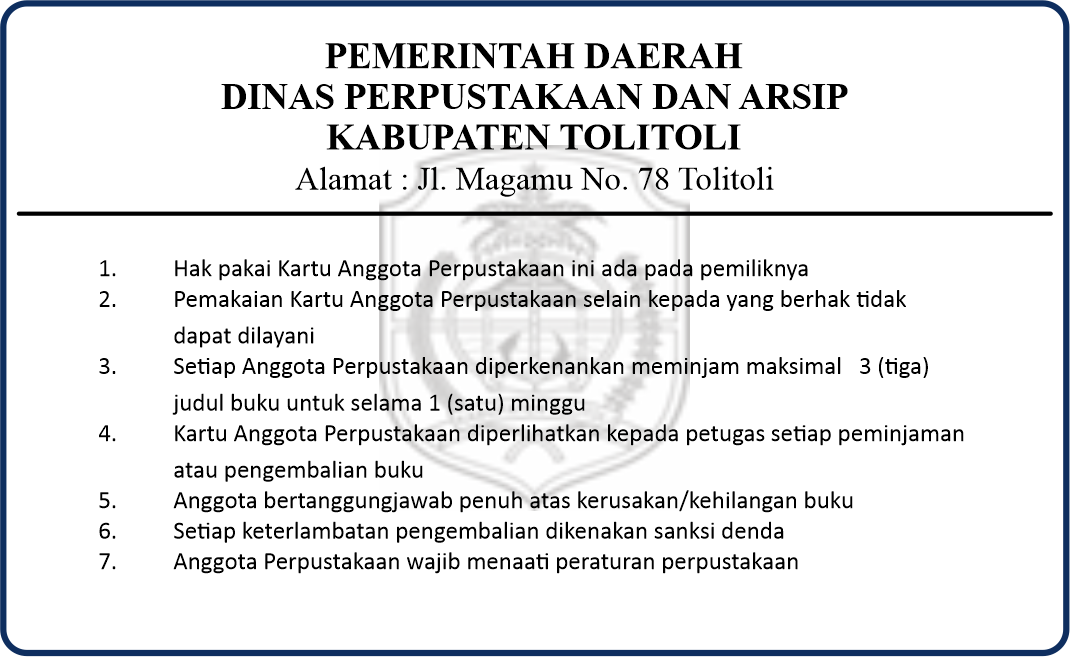 PEMERINTAH DAERAH
DINAS PERPUSTAKAAN DAN ARSIP
KABUPATEN TOLITOLI
Alamat : Jl. Magamu No. 78 Tolitoli
1. Hak pakai Kartu Anggota Perpustakaan ini ada pada pemiliknya
2. Pemakaian Kartu Anggota Perpustakaan selain kepada yang berhak tidak
dapat dilayani
3. Setiap Anggota Perpustakaan diperkenankan meminjam maksimal 3 (tiga)
judul buku untuk selama 1 (satu) minggu
4. Kartu Anggota Perpustakaan diperlihatkan kepada petugas setiap peminjaman
atau pengembalian buku
5. Anggota bertanggungjawab penuh atas kerusakan/kehilangan buku
6. Setiap keterlambatan pengembalian dikenakan sanksi denda
7. Anggota Perpustakaan wajib menaati peraturan perpustakaan